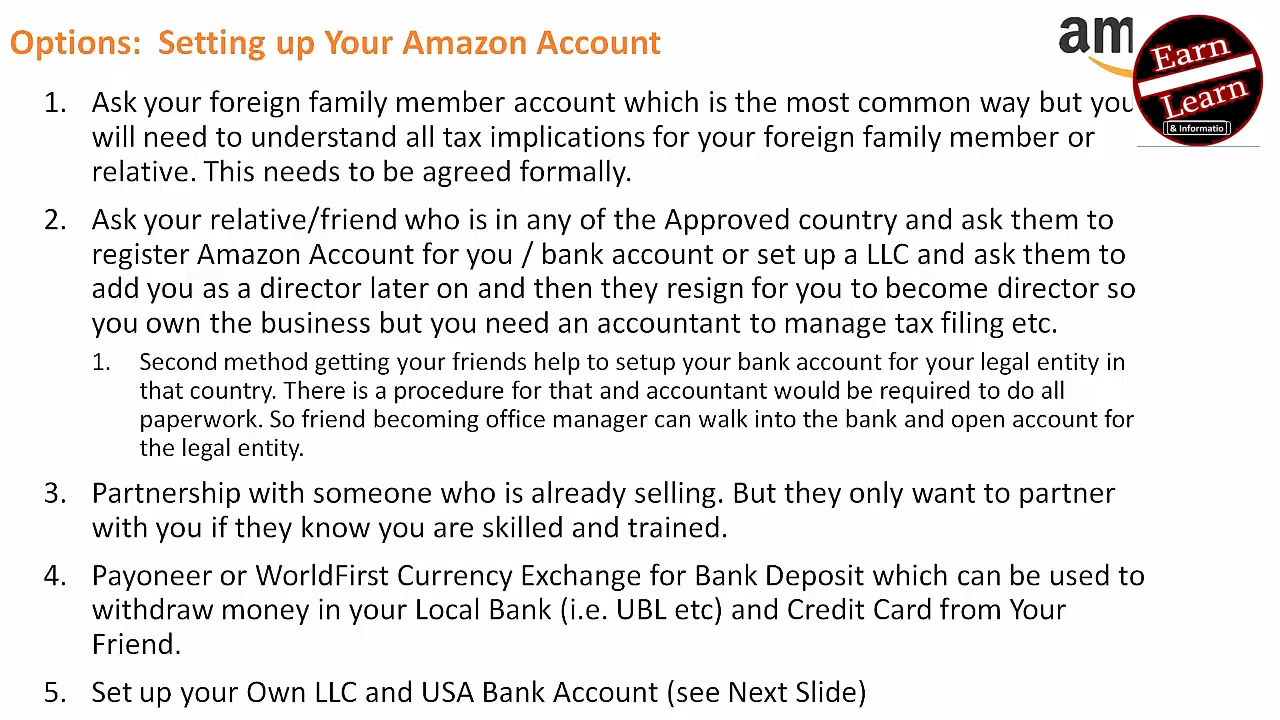 Options: Setting up Your Amazon Account
am
Earn
Learn
& Informatio
1. Ask your foreign family member account which is the most common way but you
will need to understand all tax implications for your foreign family member or
relative. This needs to be agreed formally.
2. Ask your relative/friend who is in any of the Approved country and ask them to
register Amazon Account for you / bank account or set up a LLC and ask them to
add you as a director later on and then they resign for you to become director so
you own the business but you need an accountant to manage tax filing etc.
1. Second method getting your friends help to setup your bank account for your legal entity in
that country. There is a procedure for that and accountant would be required to do all
paperwork. So friend becoming office manager can walk into the bank and open account for
the legal entity.
3. Partnership with someone who is already selling. But they only want to partner
with you if they know you are skilled and trained.
4. Payoneer or WorldFirst Currency Exchange for Bank Deposit which can be used to
withdraw money in your Local Bank (i.e. UBL etc) and Credit Card from Your
Friend.
5. Set up your Own LLC and USA Bank Account (see Next Slide)